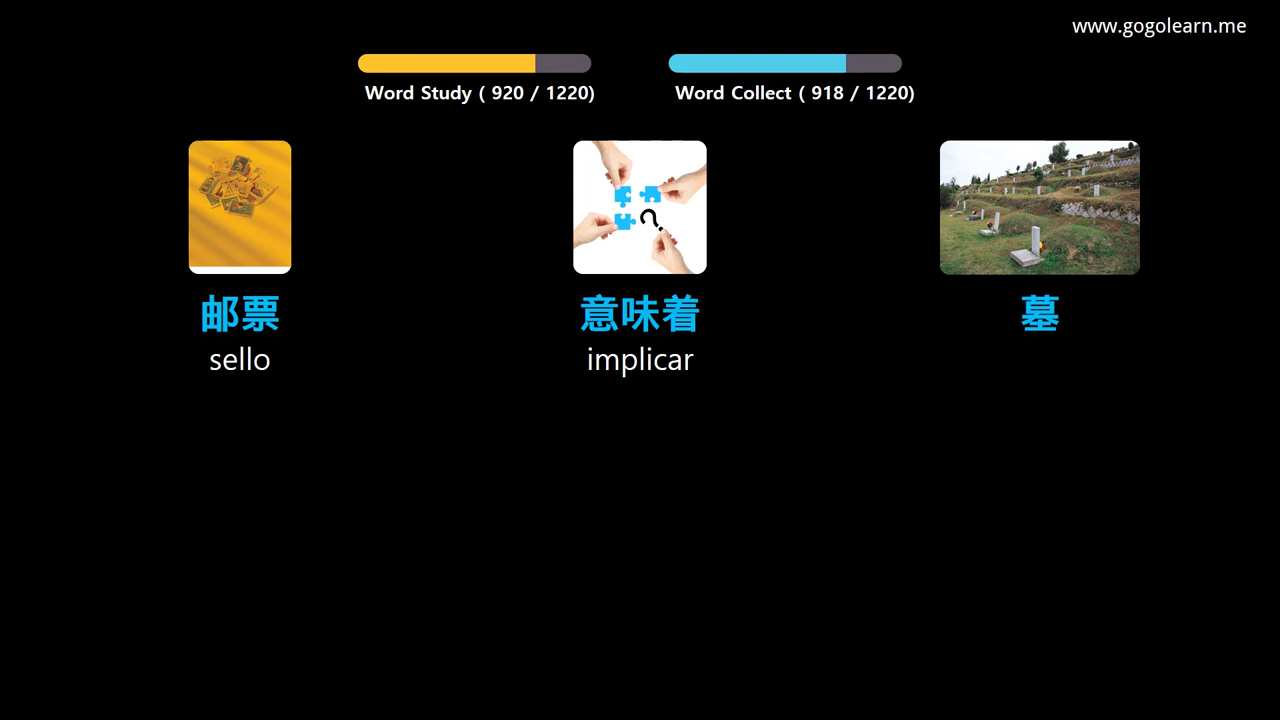 www.gogolearn.me
Word Study ( 920 / 1220)
Word Collect ( 918 / 1220)
邮票
意味着
墓
sello
implicar